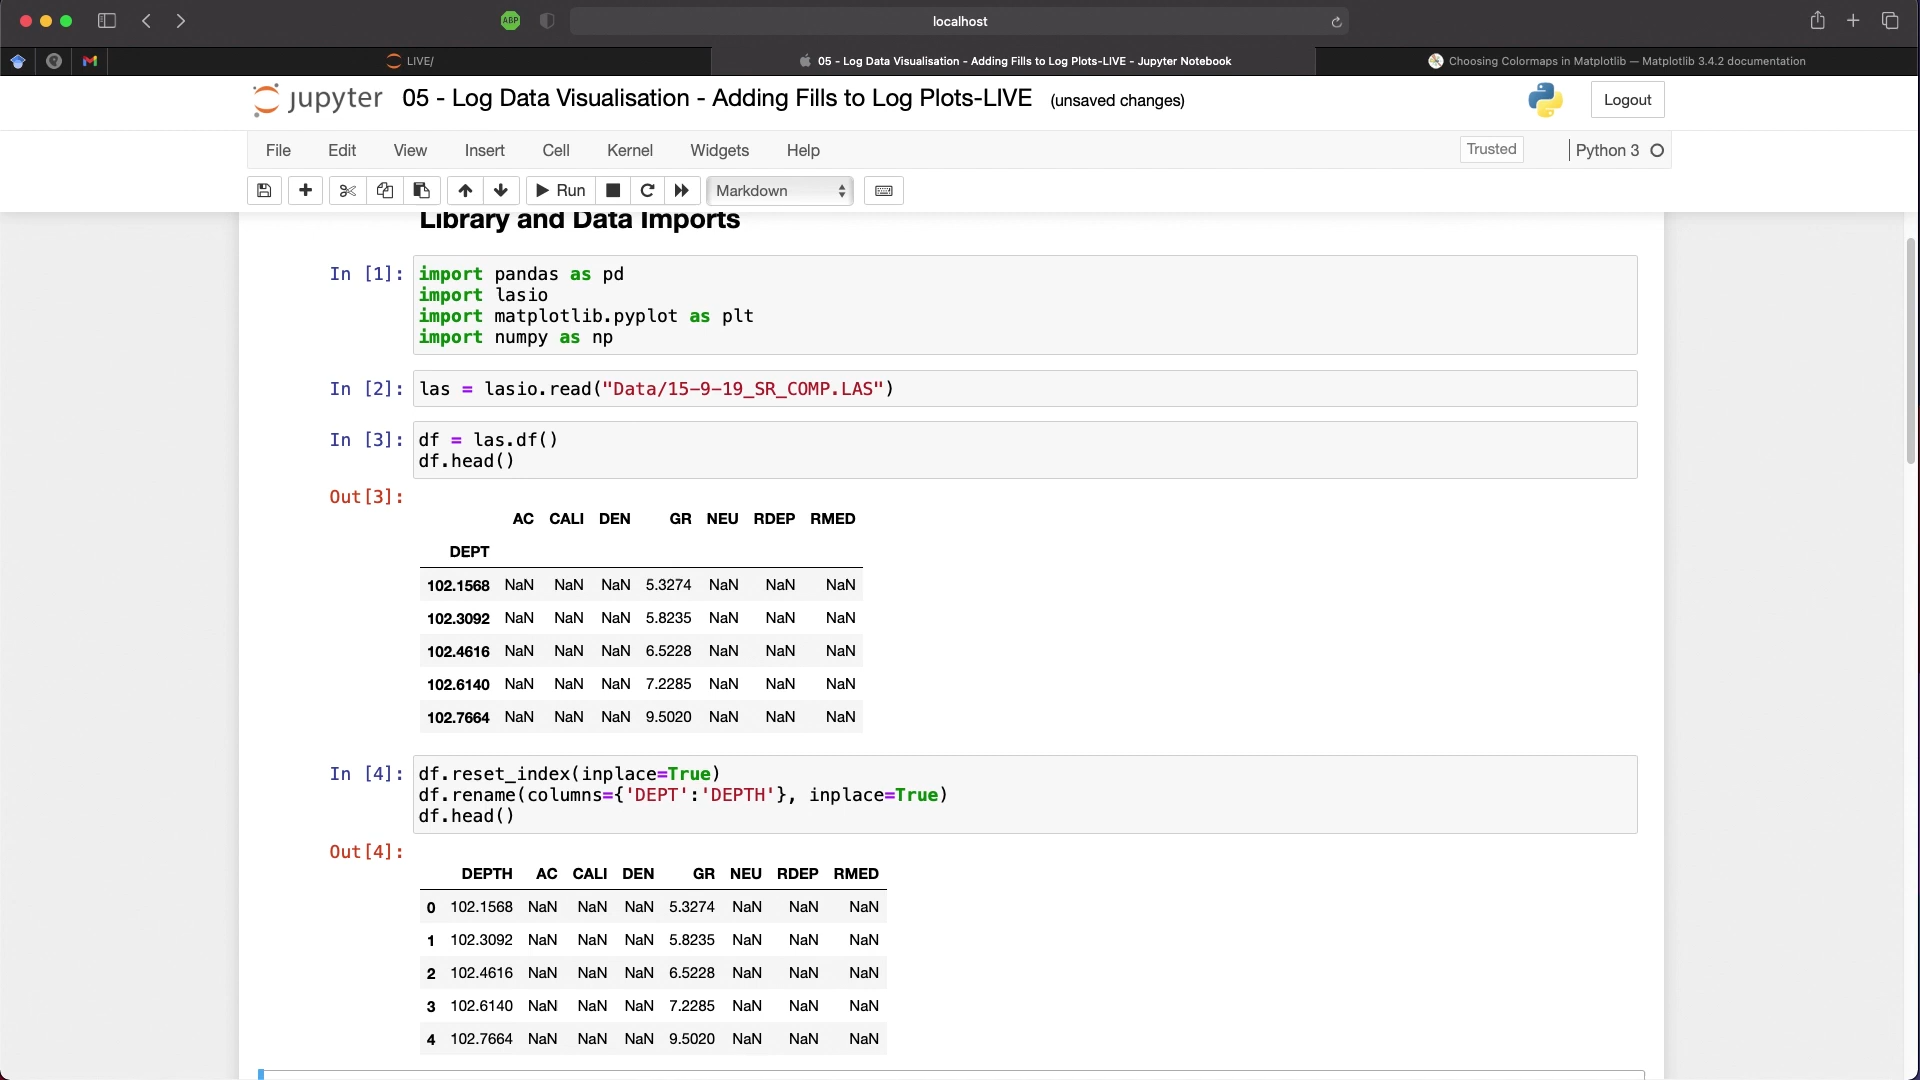 ABP
localhost
LIVE/
05 - Log Data Visualisation - Adding Fills to Log Plots-LIVE - Jupyter Notebook
Choosing Colormaps in Matplotlib — Matplotlib 3.4.2 documentation
jupyter 05 - Log Data Visualisation - Adding Fills to Log Plots-LIVE (unsaved changes)
Logout
File Edit View Insert Cell Kernel Widgets Help Trusted Python 3
Run Markdown
Library and Data Imports
In [1]: import pandas as pd
import lasio
import matplotlib.pyplot as plt
import numpy as np
In [2]: las = lasio.read("Data/15-9-19_SR_COMP.LAS")
In [3]: df = las.df()
df.head()
Out[3]:
AC CALI DEN GR NEU RDEP RMED
DEPT
102.1568 NaN NaN NaN 5.3274 NaN NaN NaN
102.3092 NaN NaN NaN 5.8235 NaN NaN NaN
102.4616 NaN NaN NaN 6.5228 NaN NaN NaN
102.6140 NaN NaN NaN 7.2285 NaN NaN NaN
102.7664 NaN NaN NaN 9.5020 NaN NaN NaN
In [4]: df.reset_index(inplace=True)
df.rename(columns={'DEPT':'DEPTH'}, inplace=True)
df.head()
Out[4]:
DEPTH AC CALI DEN GR NEU RDEP RMED
0 102.1568 NaN NaN NaN 5.3274 NaN NaN NaN
1 102.3092 NaN NaN NaN 5.8235 NaN NaN NaN
2 102.4616 NaN NaN NaN 6.5228 NaN NaN NaN
3 102.6140 NaN NaN NaN 7.2285 NaN NaN NaN
4 102.7664 NaN NaN NaN 9.5020 NaN NaN NaN